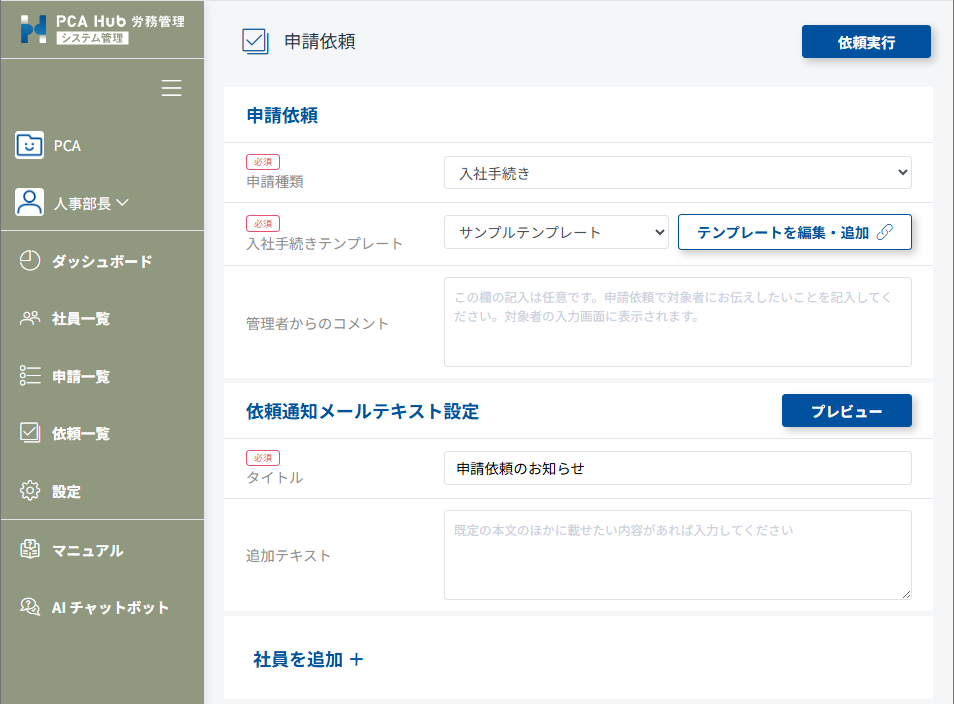 PCA Hub 労務管理
システム管理
PCA
人事部長
ダッシュボード
社員一覧
申請一覧
依頼一覧
設定
マニュアル
AI チャットボット
申請依頼
依頼実行
申請依頼
必須
申請種類
入社手続き
必須
入社手続きテンプレート
サンプルテンプレート
テンプレートを編集・追加
管理者からのコメント
この欄の記入は任意です。申請依頼で対象者にお伝えしたいことを記入してく
ださい。対象者の入力画面に表示されます。
依頼通知メールテキスト設定
プレビュー
必須
タイトル
申請依頼のお知らせ
追加テキスト
既定の本文のほかに載せたい内容があれば入力してください
社員を追加 +